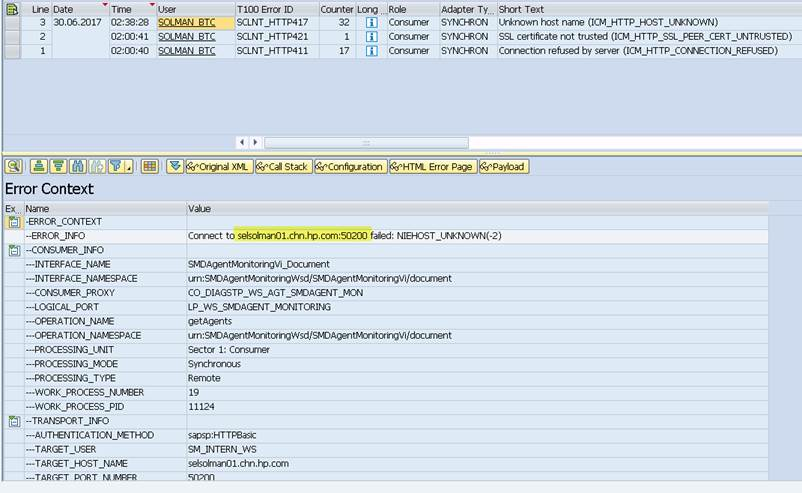 Line Date Time User T100 Error ID Counter Long ... Role Adapter Ty... Short Text
3 30.06.2017 02:38:28 SOLMAN_BTC SCLNT_HTTP417 32 Consumer SYNCHRON Unknown host name (ICM_HTTP_HOST_UNKNOWN)
2 02:00:41 SOLMAN_BTC SCLNT_HTTP421 1 Consumer SYNCHRON SSL certificate not trusted (ICM_HTTP_SSL_PEER_CERT_UNTRUSTED)
1 02:00:40 SOLMAN_BTC SCLNT_HTTP411 17 Consumer SYNCHRON Connection refused by server (ICM_HTTP_CONNECTION_REFUSED)
Original XML Call Stack Configuration HTML Error Page Payload
Error Context
Ex... Name Value
-ERROR_CONTEXT
--ERROR_INFO Connect to selsolman01.chn.hp.com:50200 failed: NIEHOST_UNKNOWN(-2)
--CONSUMER_INFO
---INTERFACE_NAME SMDAgentMonitoringVi_Document
---INTERFACE_NAMESPACE urn:SMDAgentMonitoringWsd/SMDAgentMonitoringVi/document
---CONSUMER_PROXY CO_DIAGSTP_WS_AGT_SMDAGENT_MON
---LOGICAL_PORT LP_WS_SMDAGENT_MONITORING
---OPERATION_NAME getAgents
---OPERATION_NAMESPACE urn:SMDAgentMonitoringWsd/SMDAgentMonitoringVi/document
---PROCESSING_UNIT Sector 1: Consumer
---PROCESSING_MODE Synchronous
---PROCESSING_TYPE Remote
---WORK_PROCESS_NUMBER 19
---WORK_PROCESS_PID 11124
--TRANSPORT_INFO
---AUTHENTICATION_METHOD sapsp:HTTPBasic
---TARGET_USER SM_INTERN_WS
---TARGET_HOST_NAME selsolman01.chn.hp.com
---TARGET_PORT_NUMBER 50200